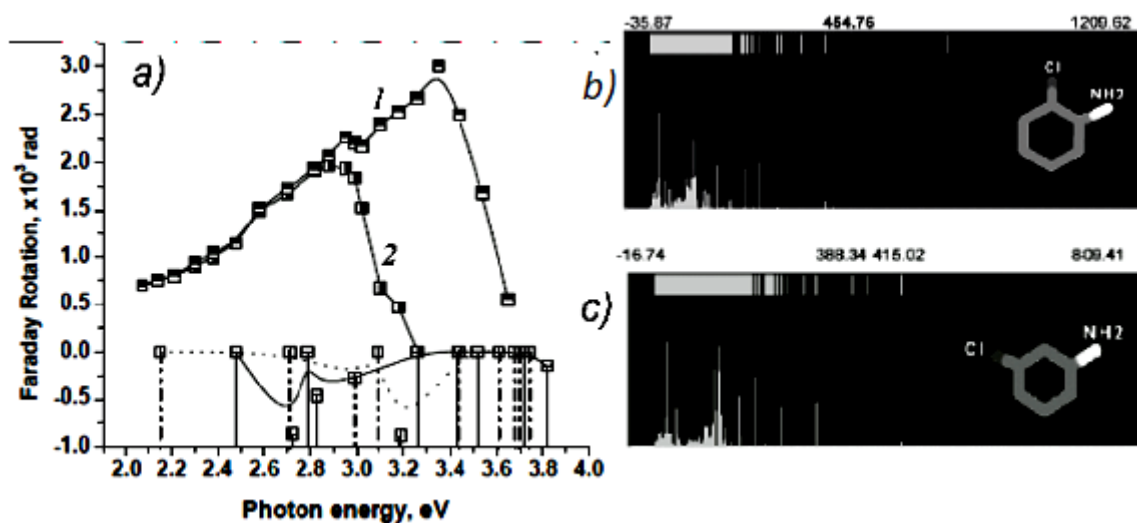 a)
Faraday Rotation, x10³ rad
3.0
2.5
2.0
1.5
1.0
0.5
0.0
-0.5
-1.0
1
2
2.0 2.2 2.4 2.6 2.8 3.0 3.2 3.4 3.6 3.8 4.0
Photon energy, eV
-35.87 454.76 1209.62
b)
Cl
NH2
-16.74 388.34 415.02 809.41
c)
Cl
NH2